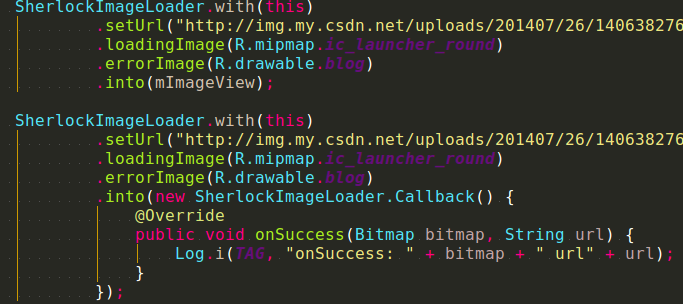 SherlockImageLoader.with(this)
.setUrl("http://img.my.csdn.net/uploads/201407/26/140638276
.loadingImage(R.mipmap.ic_launcher_round)
.errorImage(R.drawable.blog)
.into(mImageView);
SherlockImageLoader.with(this)
.setUrl("http://img.my.csdn.net/uploads/201407/26/140638276
.loadingImage(R.mipmap.ic_launcher_round)
.errorImage(R.drawable.blog)
.into(new SherlockImageLoader.Callback() {
@Override
public void onSuccess(Bitmap bitmap, String url) {
Log.i(TAG, "onSuccess: " + bitmap + " url" + url);
}
});